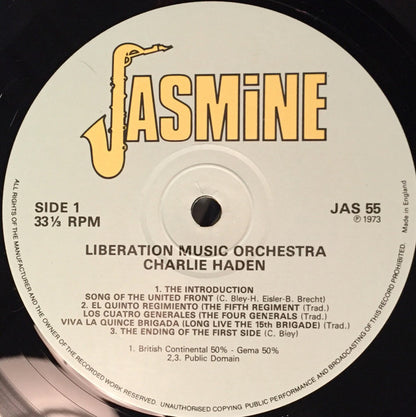 JASMiNE
SIDE 1
33⅓ RPM
JAS 55
℗ 1973
Made in England
LIBERATION MUSIC ORCHESTRA
CHARLIE HADEN
1. THE INTRODUCTION
SONG OF THE UNITED FRONT (C. Bley-H. Eisler-B. Brecht)
2. EL QUINTO REGIMIENTO (THE FIFTH REGIMENT (Trad.)
LOS CUATRO GENERALES (THE FOUR GENERALS (Trad.)
VIVA LA QUINCE BRIGADA (LONG LIVE THE 15th BRIGADE) (Trad.)
3. THE ENDING OF THE FIRST SIDE (C. Bley)
1. British Continental 50% - Gema 50%
2,3. Public Domain
ALL RIGHTS OF THE MANUFACTURER AND THE OWNER OF THE RECORDED WORK RESERVED. UNAUTHORISED COPYING PUBLIC PERFORMANCE AND BROADCASTING OF THIS RECORD PROHIBITED.